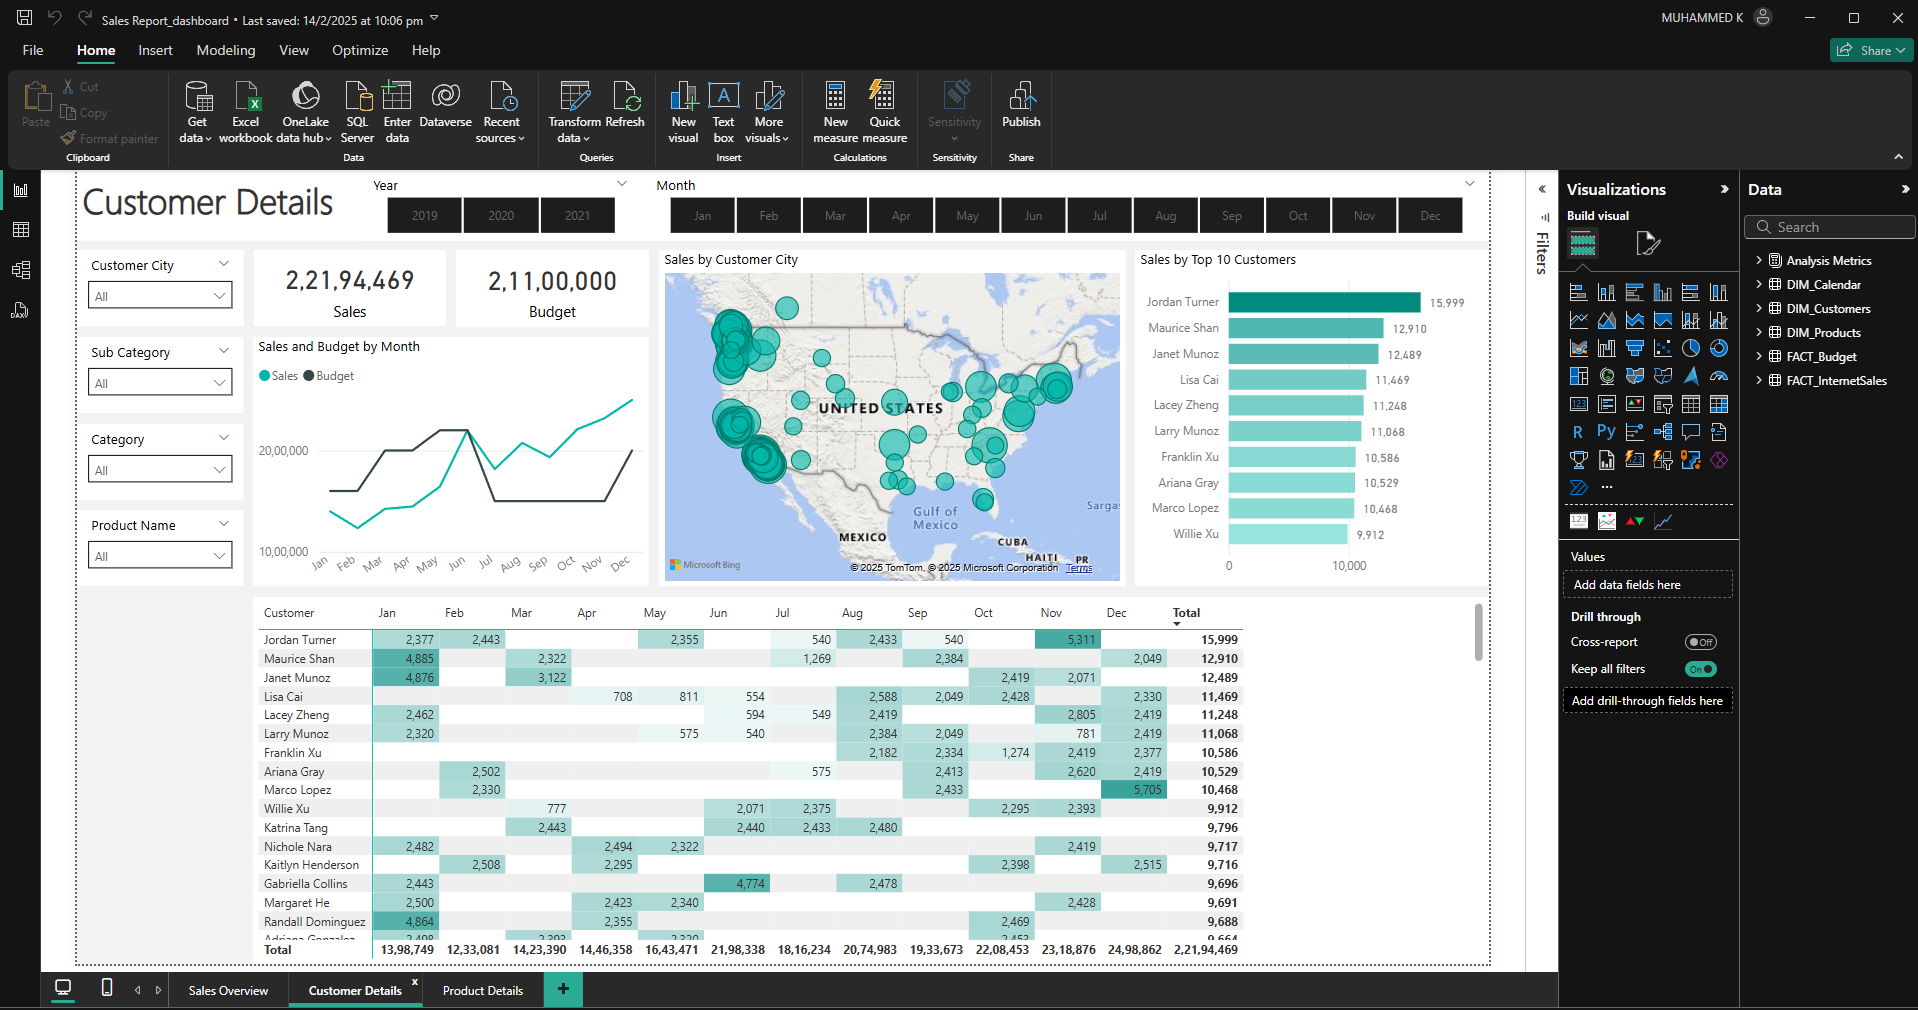 Sales Report_dashboard • Last saved: 14/2/2025 at 10:06 pm
MUHAMMED K
File Home Insert Modeling View Optimize Help
Share
Paste
Cut
Copy
Format painter
Clipboard
Get data
Excel workbook
OneLake data hub
SQL Server
Enter data
Dataverse
Recent sources
Data
Transform data
Refresh
Queries
New visual
Text box
More visuals
Insert
New measure
Quick measure
Calculations
Sensitivity
Sensitivity
Publish
Share
Customer Details
Year
2019 2020 2021
Month
Jan Feb Mar Apr May Jun Jul Aug Sep Oct Nov Dec
Customer City
All
Sub Category
All
Category
All
Product Name
All
2,21,94,469
Sales
2,11,00,000
Budget
Sales and Budget by Month
Sales Budget
20,00,000
10,00,000
Jan Feb Mar Apr May Jun Jul Aug Sep Oct Nov Dec
Sales by Customer City
UNITED STATES
Gulf of Mexico
Sargas
MEXICO
CUBA
HAITI
PR
Microsoft Bing
© 2025 TomTom, © 2025 Microsoft Corporation Terms
Sales by Top 10 Customers
Jordan Turner 15,999
Maurice Shan 12,910
Janet Munoz 12,489
Lisa Cai 11,469
Lacey Zheng 11,248
Larry Munoz 11,068
Franklin Xu 10,586
Ariana Gray 10,529
Marco Lopez 10,468
Willie Xu 9,912
0 10,000
Customer Jan Feb Mar Apr May Jun Jul Aug Sep Oct Nov Dec Total
Jordan Turner 2,377 2,443 2,355 540 2,433 540 5,311 15,999
Maurice Shan 4,885 2,322 1,269 2,384 2,049 12,910
Janet Munoz 4,876 3,122 2,419 2,071 12,489
Lisa Cai 708 811 554 2,588 2,049 2,428 2,330 11,469
Lacey Zheng 2,462 594 549 2,419 2,805 2,419 11,248
Larry Munoz 2,320 575 540 2,384 2,049 781 2,419 11,068
Franklin Xu 2,182 2,334 1,274 2,419 2,377 10,586
Ariana Gray 2,502 575 2,413 2,620 2,419 10,529
Marco Lopez 2,330 2,433 5,705 10,468
Willie Xu 777 2,071 2,375 2,295 2,393 9,912
Katrina Tang 2,443 2,440 2,433 2,480 9,796
Nichole Nara 2,482 2,494 2,322 2,419 9,717
Kaitlyn Henderson 2,508 2,295 2,398 2,515 9,716
Gabriella Collins 2,443 4,774 2,478 9,696
Margaret He 2,500 2,423 2,340 2,428 9,691
Randall Dominguez 4,864 2,355 2,469 9,688
Total 13,98,749 12,33,081 14,23,390 14,46,358 16,43,471 21,98,338 18,16,234 20,74,983 19,33,673 22,08,453 23,18,876 24,98,862 2,21,94,469
Filters
Visualizations
Build visual
R Py
123
Values
Add data fields here
Drill through
Cross-report Off
Keep all filters On
Add drill-through fields here
Data
Search
Analysis Metrics
DIM_Calendar
DIM_Customers
DIM_Products
FACT_Budget
FACT_InternetSales
Sales Overview
Customer Details x
Product Details
+